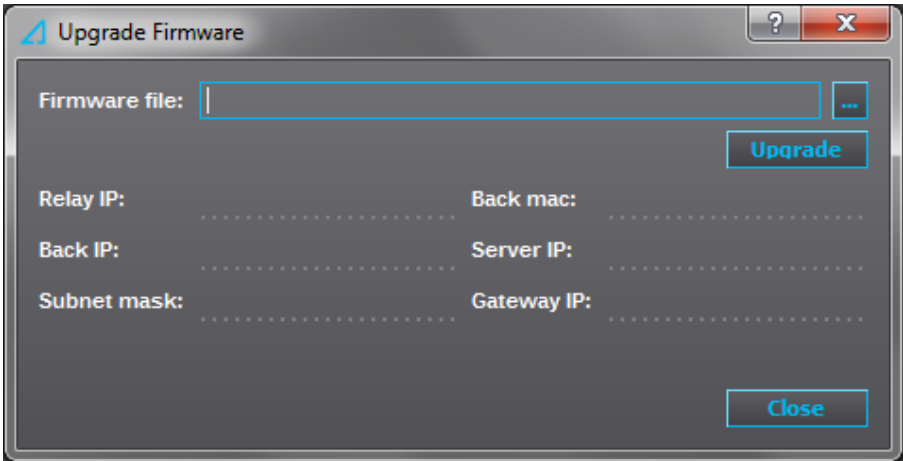 Upgrade Firmware ? X
Firmware file: ...
Upgrade
Relay IP: Back mac:
Back IP: Server IP:
Subnet mask: Gateway IP:
Close